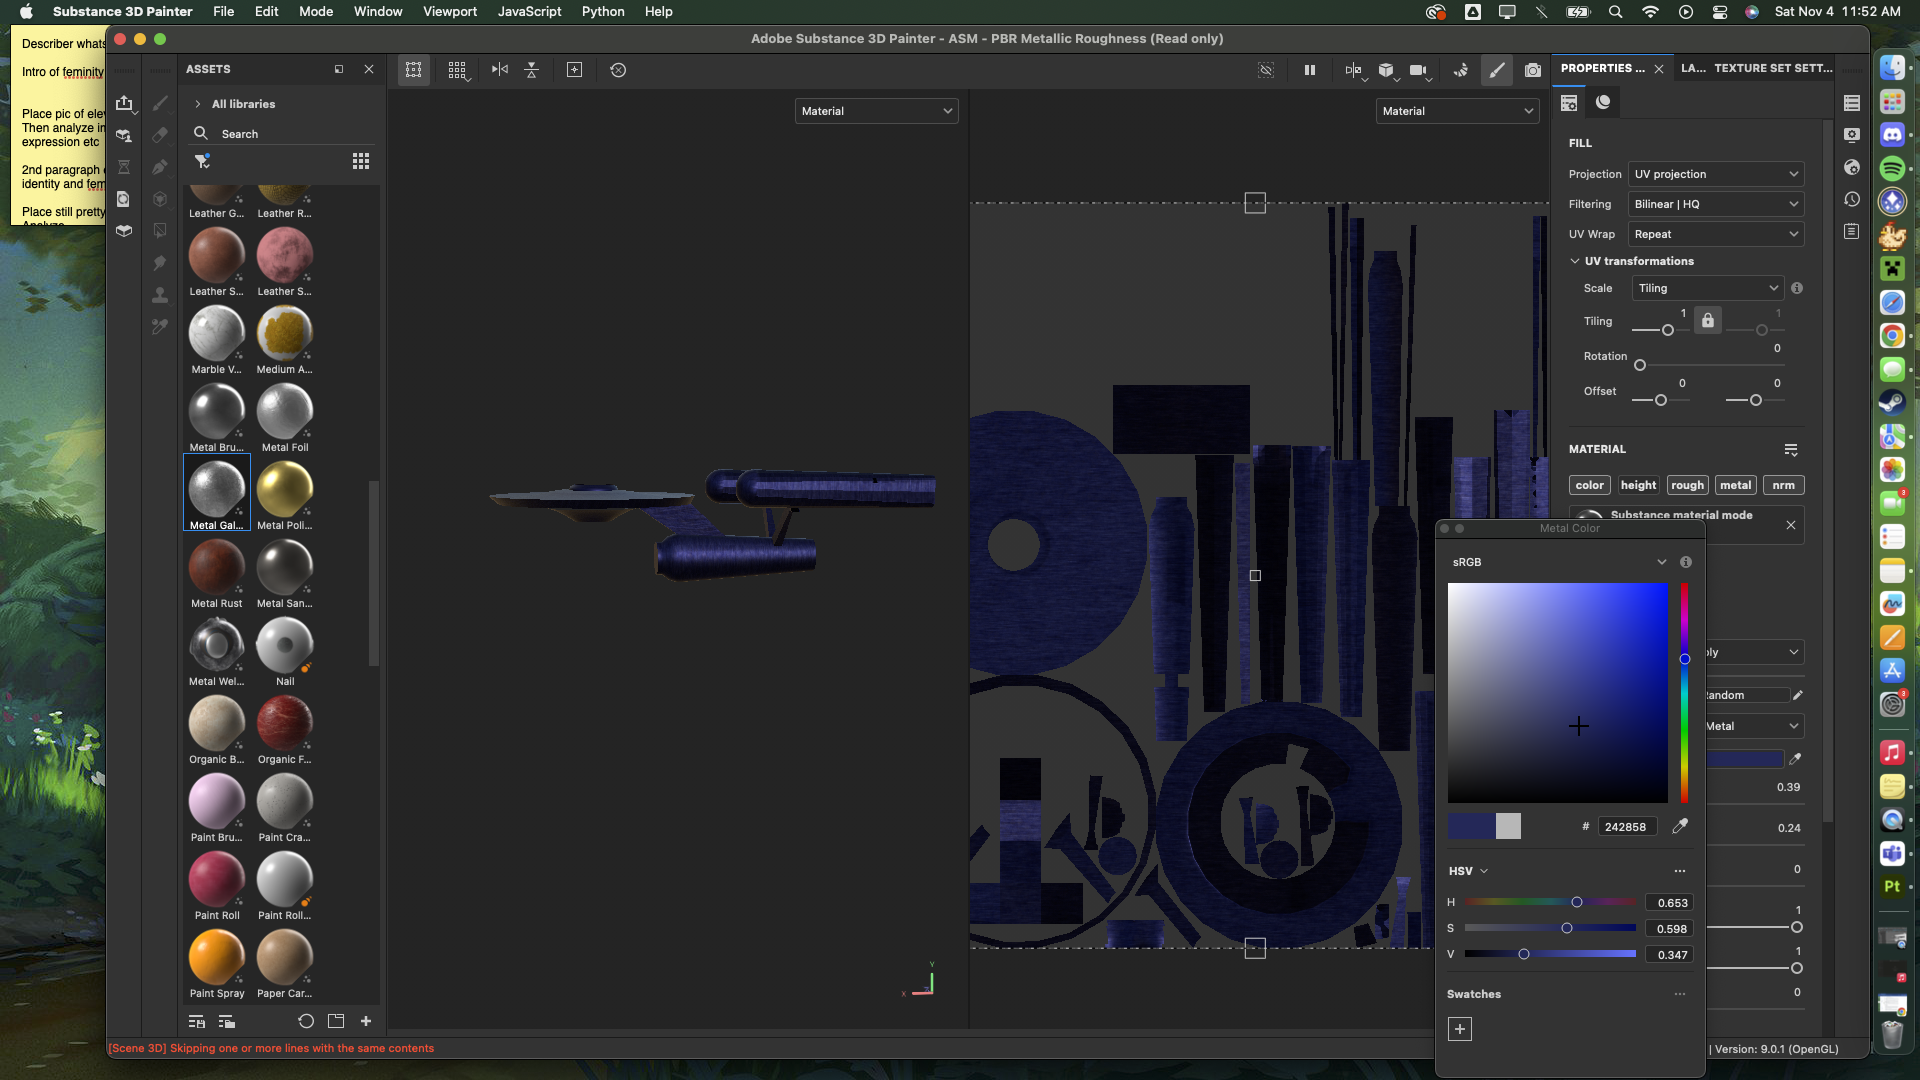 Substance 3D Painter File Edit Mode Window Viewport JavaScript Python Help
Sat Nov 4 11:52 AM
Describer whats
Intro of feminity
Place pic of ele
Then analyze in
expression etc
2nd paragraph
identity and fem
Place still pretty
Analyze
Adobe Substance 3D Painter - ASM - PBR Metallic Roughness (Read only)
ASSETS
All libraries
Search
Leather G... Leather R...
Leather S... Leather S...
Marble V... Medium A...
Metal Bru... Metal Foil
Metal Gal... Metal Poli...
Metal Rust Metal San...
Metal Wel... Nail
Organic B... Organic F...
Paint Bru... Paint Cra...
Paint Roll Paint Roll...
Paint Spray Paper Car...
Material
Material
Y
X
Z
PROPERTIES ... LA... TEXTURE SET SETT...
FILL
Projection UV projection
Filtering Bilinear | HQ
UV Wrap Repeat
UV transformations
Scale Tiling
Tiling 1 1
Rotation 0
Offset 0 0
MATERIAL
color height rough metal nrm
Substance material mode
Metal Color
sRGB
# 242858
HSV
H 0.653
S 0.598
V 0.347
Swatches
ply
Random
Metal
0.39
0.24
0
1
1
0
3
3
Pt
[Scene 3D] Skipping one or more lines with the same contents
| Version: 9.0.1 (OpenGL)